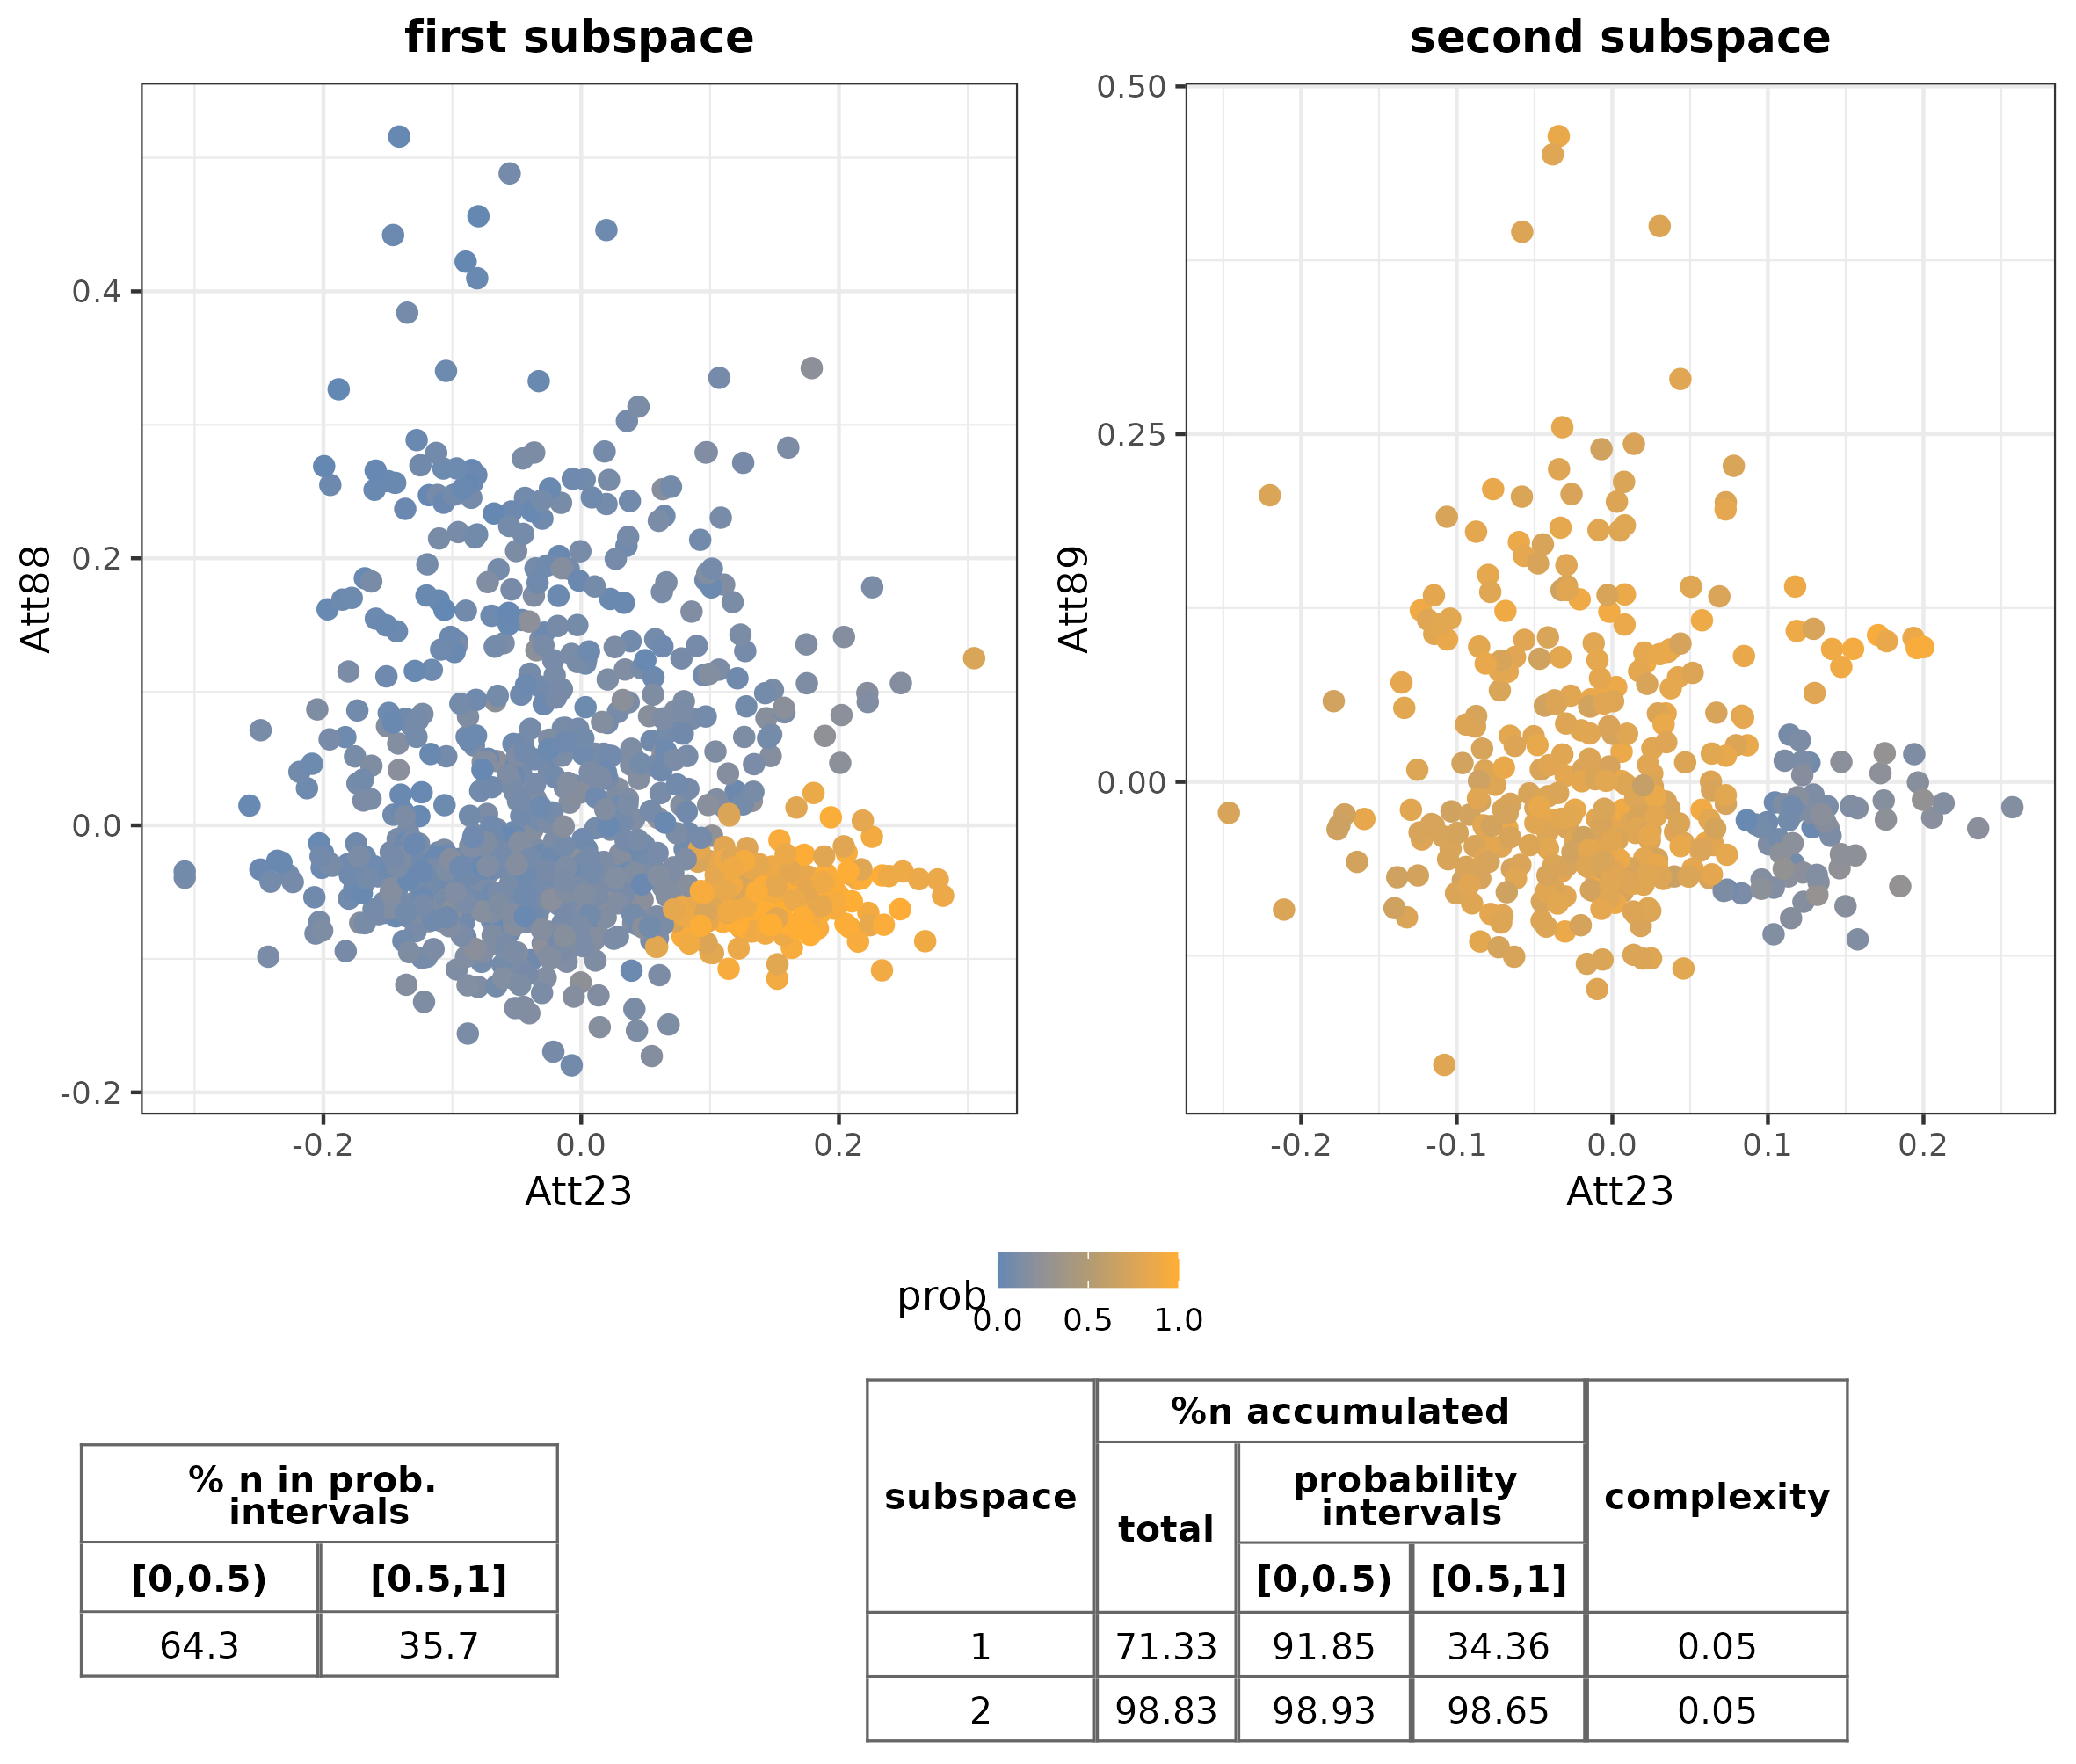 first subspace
second subspace
Att88
0.4
0.2
0.0
-0.2
-0.2 0.0 0.2
Att23
Att89
0.50
0.25
0.00
-0.2 -0.1 0.0 0.1 0.2
Att23
prob
0.0 0.5 1.0
% n in prob.
intervals
[0,0.5) [0.5,1]
64.3 35.7
subspace
%n accumulated
complexity
total
probability
intervals
[0,0.5) [0.5,1]
1 71.33 91.85 34.36 0.05
2 98.83 98.93 98.65 0.05